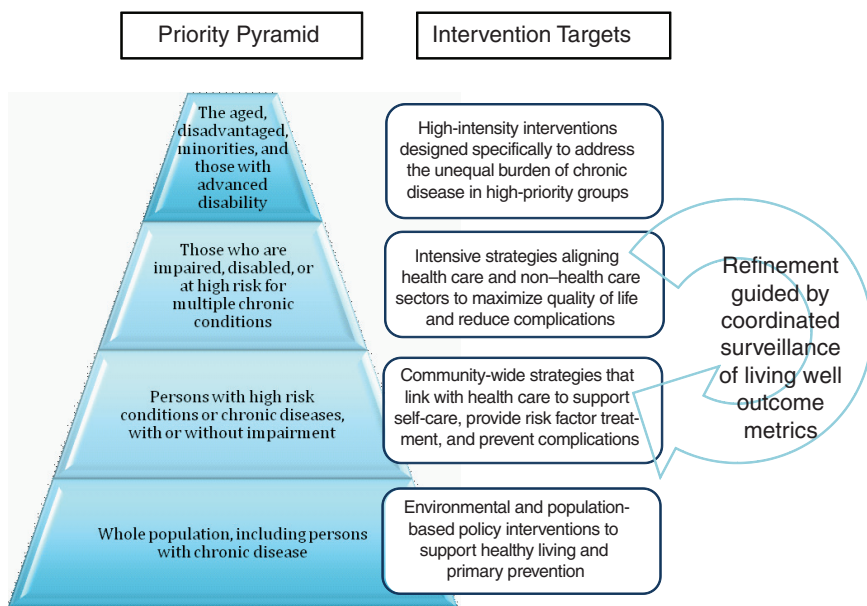 Priority Pyramid
Intervention Targets
The aged,
disadvantaged,
minorities, and
those with
advanced
disability
High-intensity interventions
designed specifically to address
the unequal burden of chronic
disease in high-priority groups
Those who are
impaired, disabled, or
at high risk for
multiple chronic
conditions
Intensive strategies aligning
health care and non–health care
sectors to maximize quality of life
and reduce complications
Persons with high risk
conditions or chronic diseases,
with or without impairment
Community-wide strategies that
link with health care to support
self-care, provide risk factor treat-
ment, and prevent complications
Whole population, including persons
with chronic disease
Environmental and population-
based policy interventions to
support healthy living and
primary prevention
Refinement
guided by
coordinated
surveillance
of living well
outcome
metrics